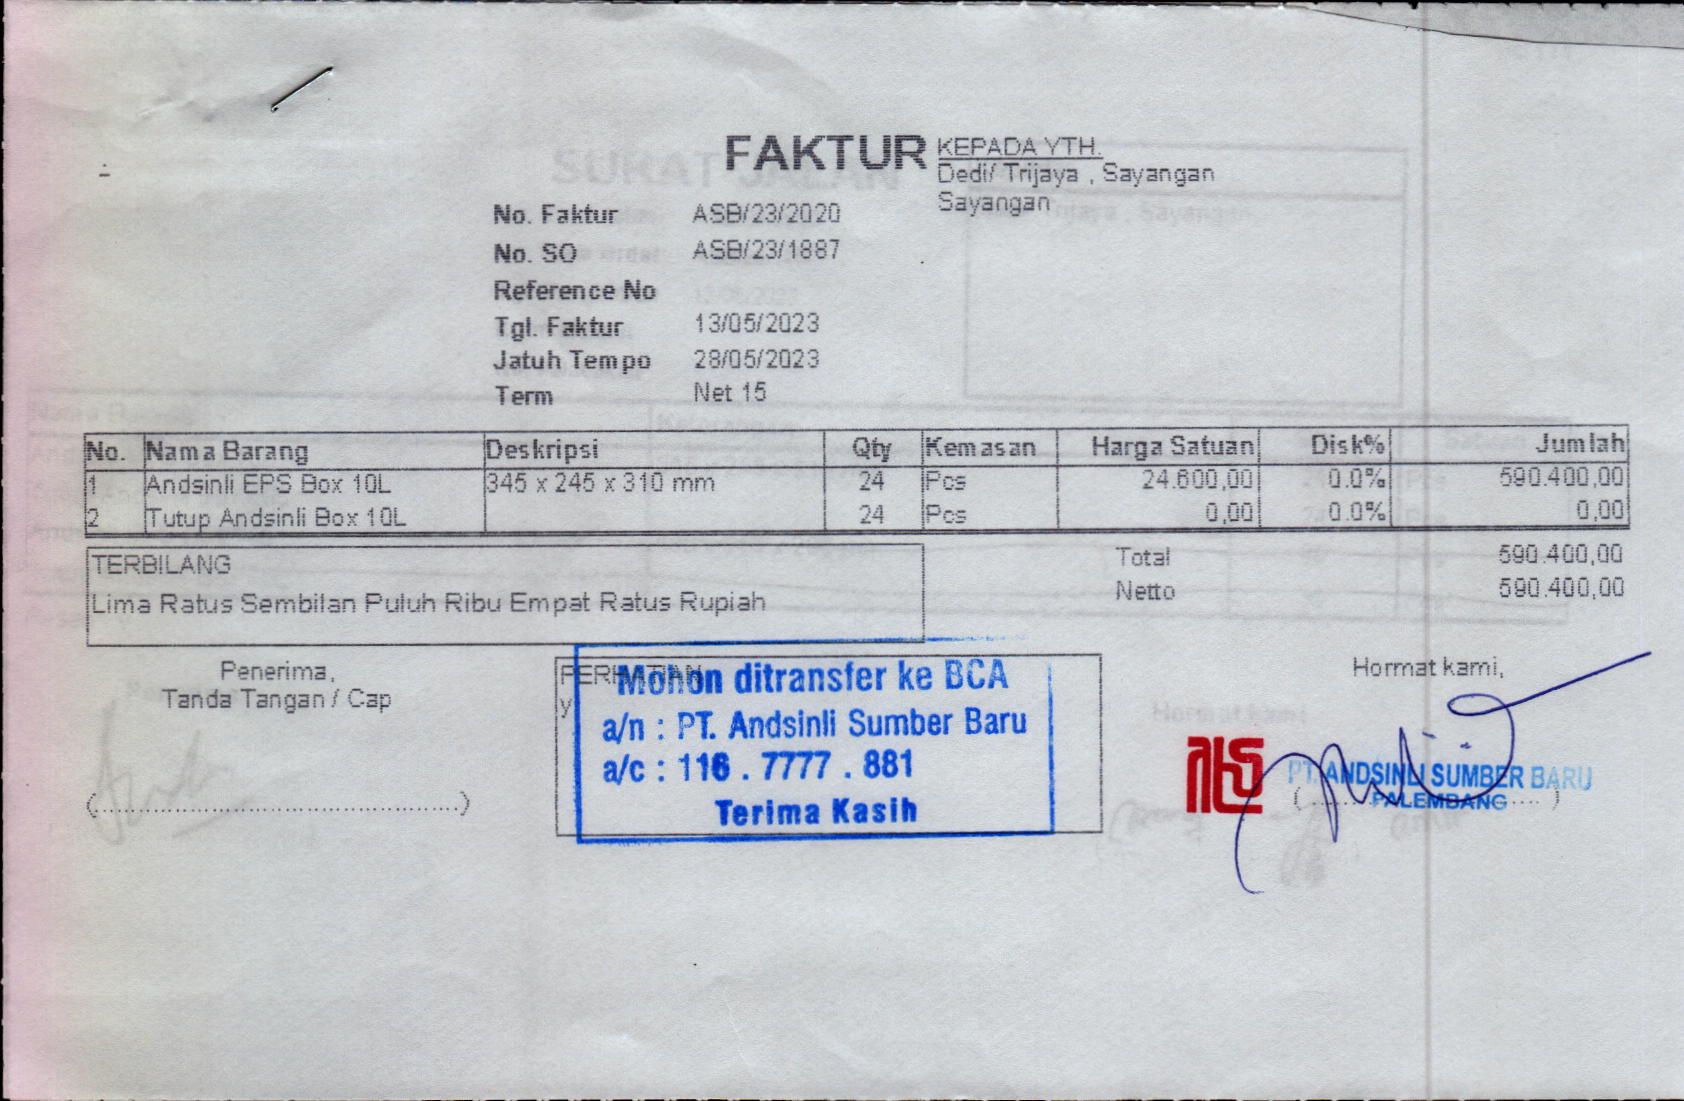 FAKTUR
KEPADA YTH.
Dedi/ Trijaya , Sayangan
Sayangan
No. Faktur ASB/23/2020
No. SO ASB/23/1887
Reference No
Tgl. Faktur 13/05/2023
Jatuh Tempo 28/05/2023
Term Net 15
No. Nama Barang Deskripsi Qty Kemasan Harga Satuan Disk% Jumlah
1 Andsinli EPS Box 10L 345 x 245 x 310 mm 24 Pcs 24.600,00 0.0% 590.400,00
2 Tutup Andsinli Box 10L 24 Pcs 0,00 0.0% 0,00
TERBILANG
Lima Ratus Sembilan Puluh Ribu Empat Ratus Rupiah
Total 590.400,00
Netto 590.400,00
Penerima,
Tanda Tangan / Cap
(........................................)
PERHATIAN
y
Mohon ditransfer ke BCA
a/n : PT. Andsinli Sumber Baru
a/c : 116 . 7777 . 881
Terima Kasih
Hormat kami,
PT. ANDSINLI SUMBER BARU
PALEMBANG